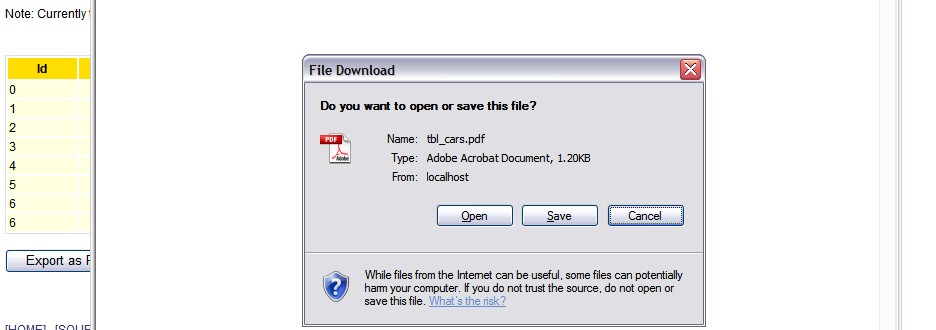 Note: Currently
Id
0
1
2
3
4
5
6
6
Export as
[HOME]
File Download
Do you want to open or save this file?
PDF
Adobe
Name: tbl_cars.pdf
Type: Adobe Acrobat Document, 1.20KB
From: localhost
Open Save Cancel
While files from the Internet can be useful, some files can potentially
harm your computer. If you do not trust the source, do not open or
save this file. What's the risk?